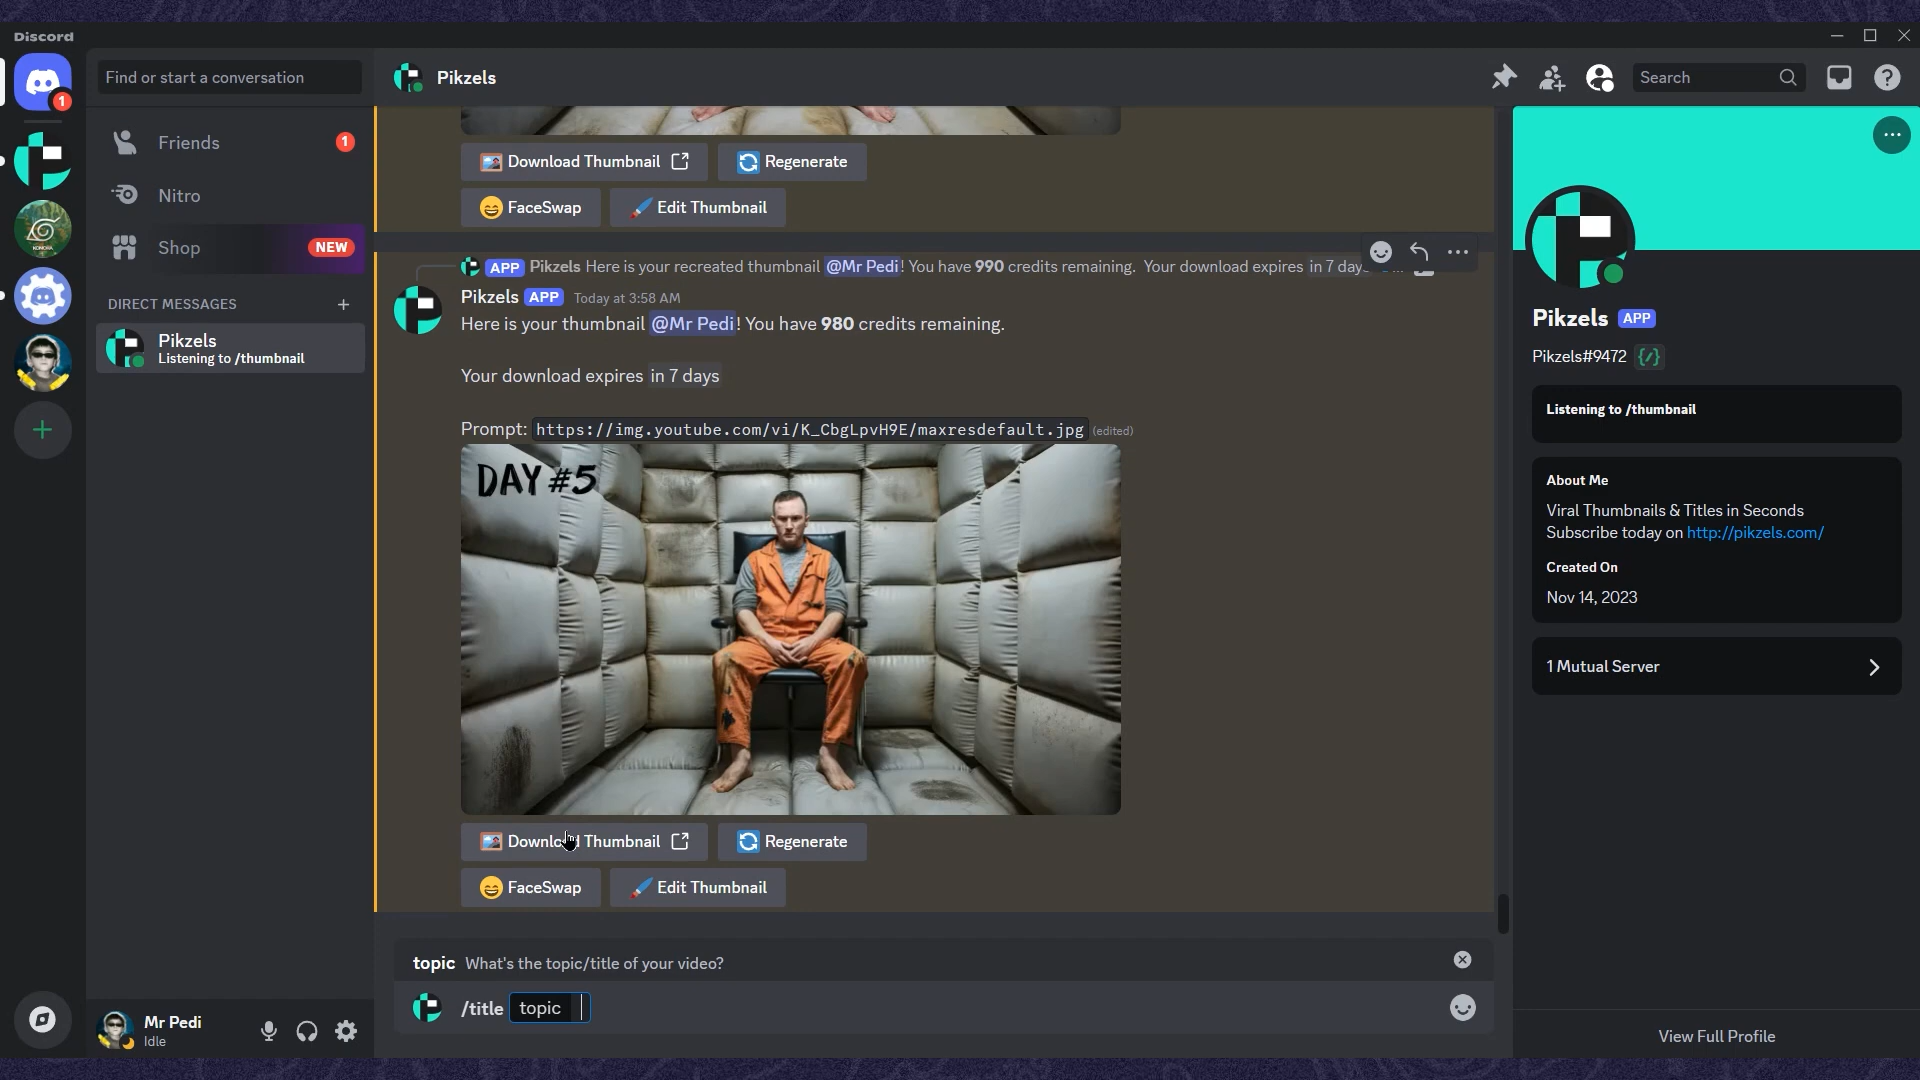 Discord
Find or start a conversation
Pikzels
Search
1
Friends
1
Nitro
Shop
NEW
DIRECT MESSAGES
Pikzels
Listening to /thumbnail
Download Thumbnail
Regenerate
FaceSwap
Edit Thumbnail
APP Pikzels Here is your recreated thumbnail @Mr Pedi! You have 990 credits remaining. Your download expires in 7 days
Pikzels APP Today at 3:58 AM
Here is your thumbnail @Mr Pedi! You have 980 credits remaining.
Your download expires in 7 days
Prompt: https://img.youtube.com/vi/K_CbgLpvH9E/maxresdefault.jpg (edited)
DAY #5
Download Thumbnail
Regenerate
FaceSwap
Edit Thumbnail
topic What's the topic/title of your video?
/title topic
Mr Pedi
Idle
Pikzels APP
Pikzels#9472 {/}
Listening to /thumbnail
About Me
Viral Thumbnails & Titles in Seconds
Subscribe today on http://pikzels.com/
Created On
Nov 14, 2023
1 Mutual Server
View Full Profile